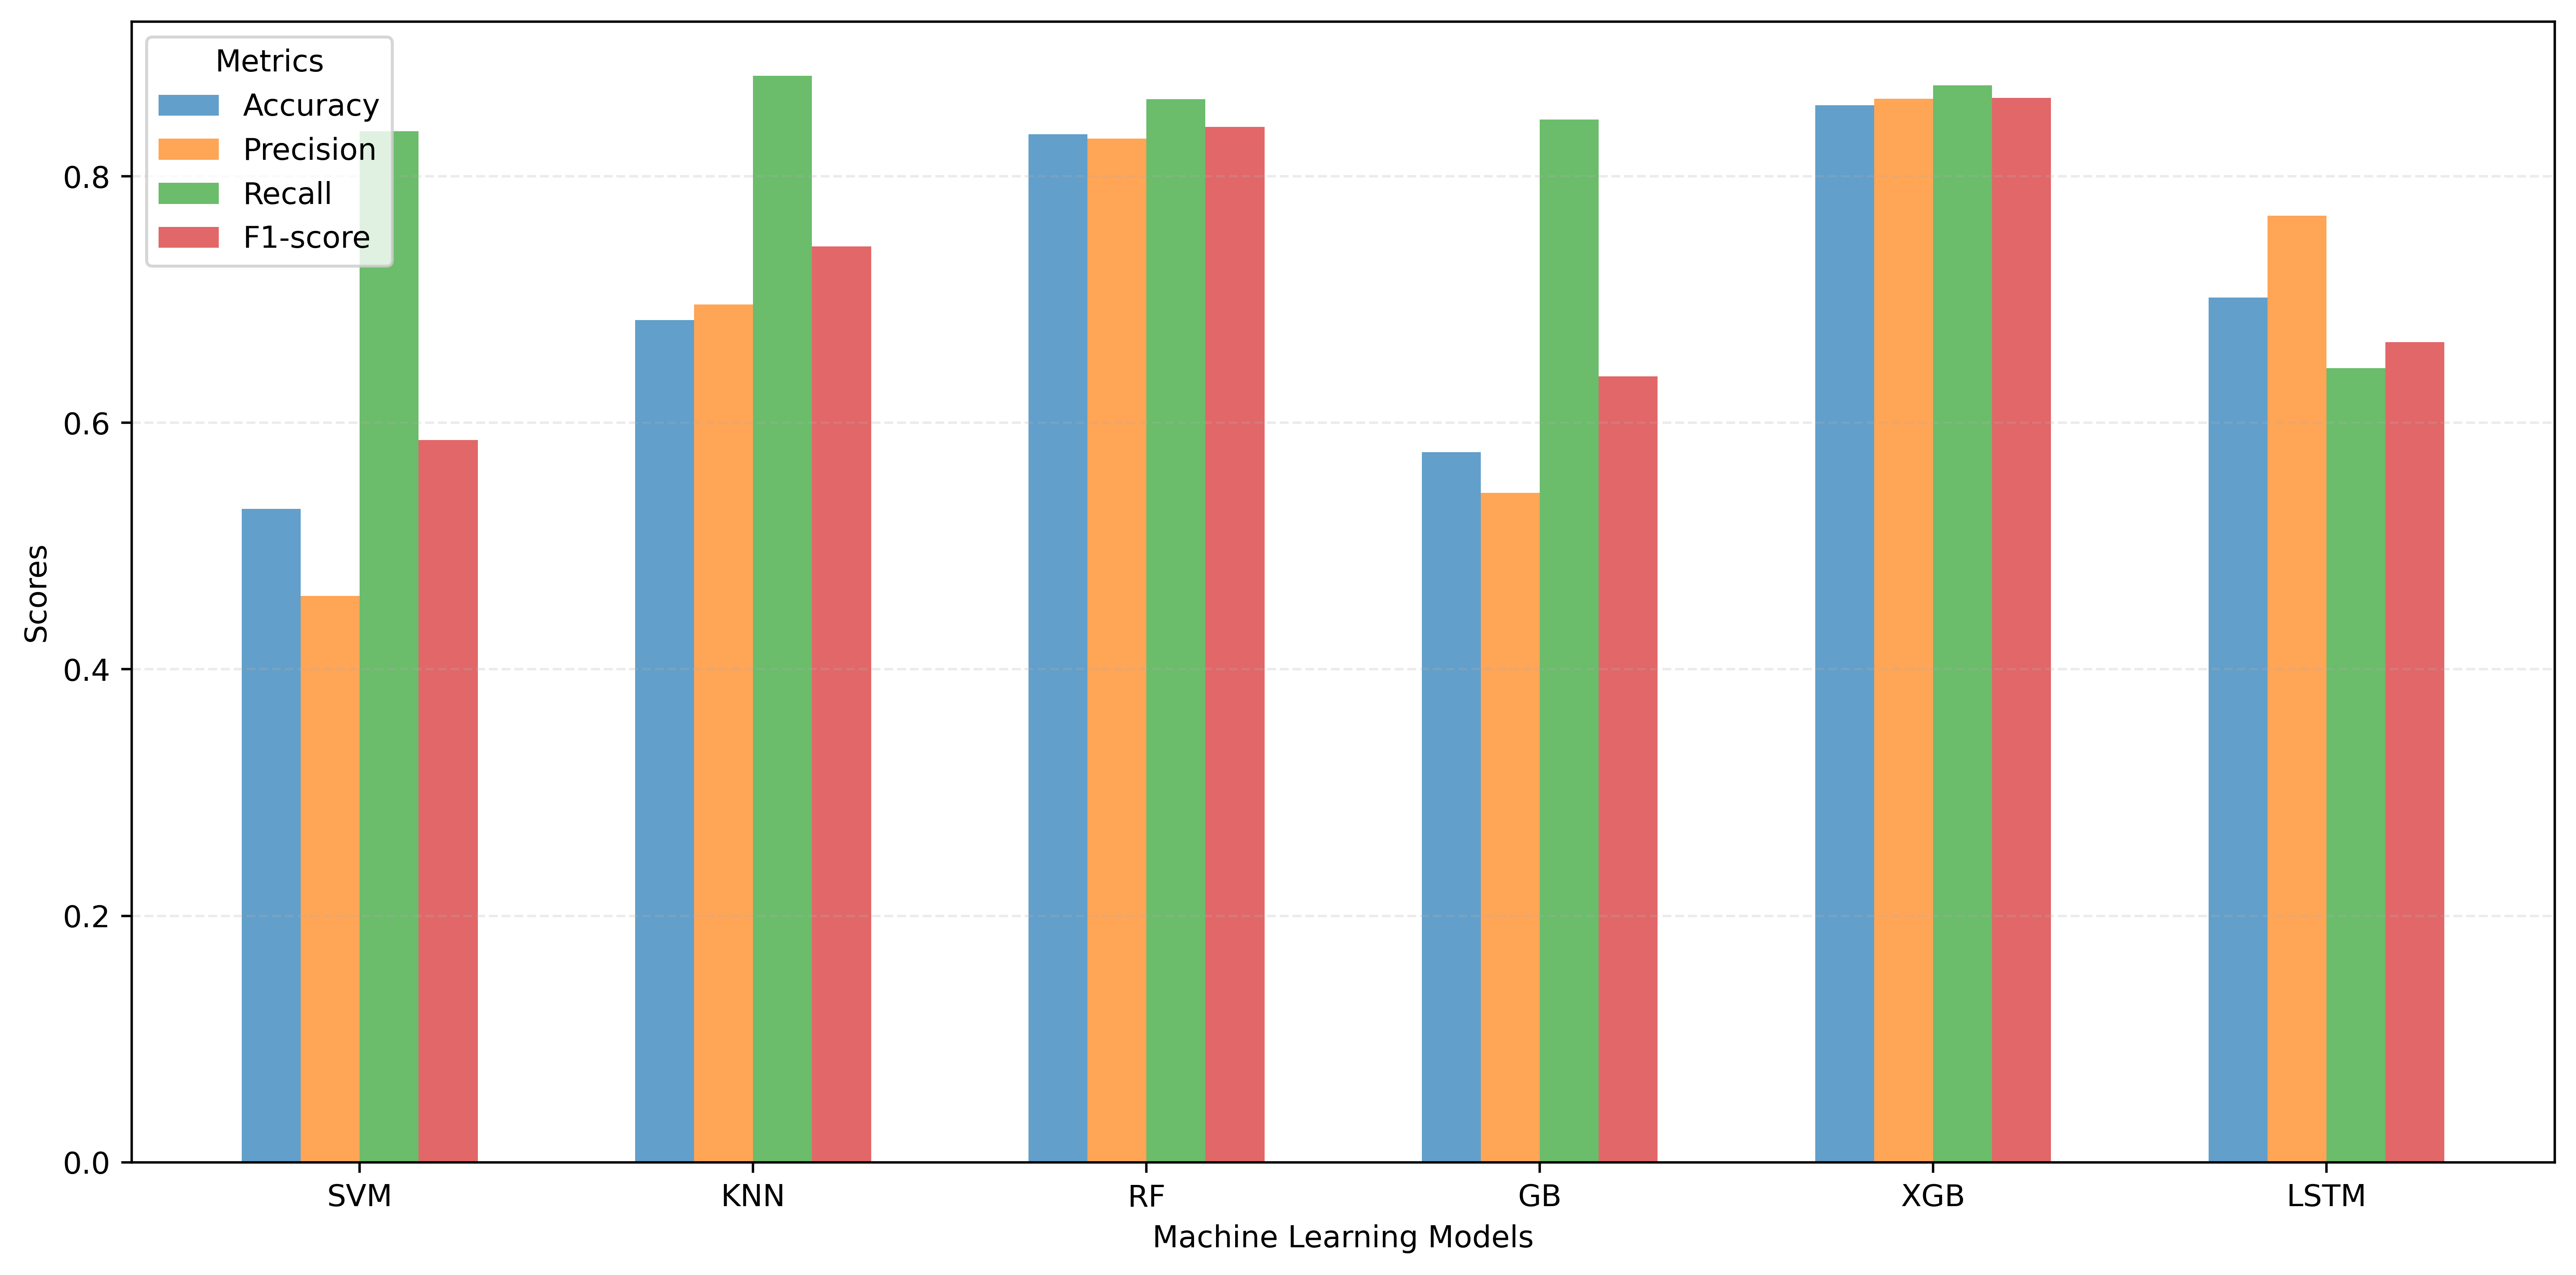 Metrics
Accuracy
Precision
Recall
F1-score
0.8
0.6
0.4
0.2
0.0
Scores
SVM KNN RF GB XGB LSTM
Machine Learning Models